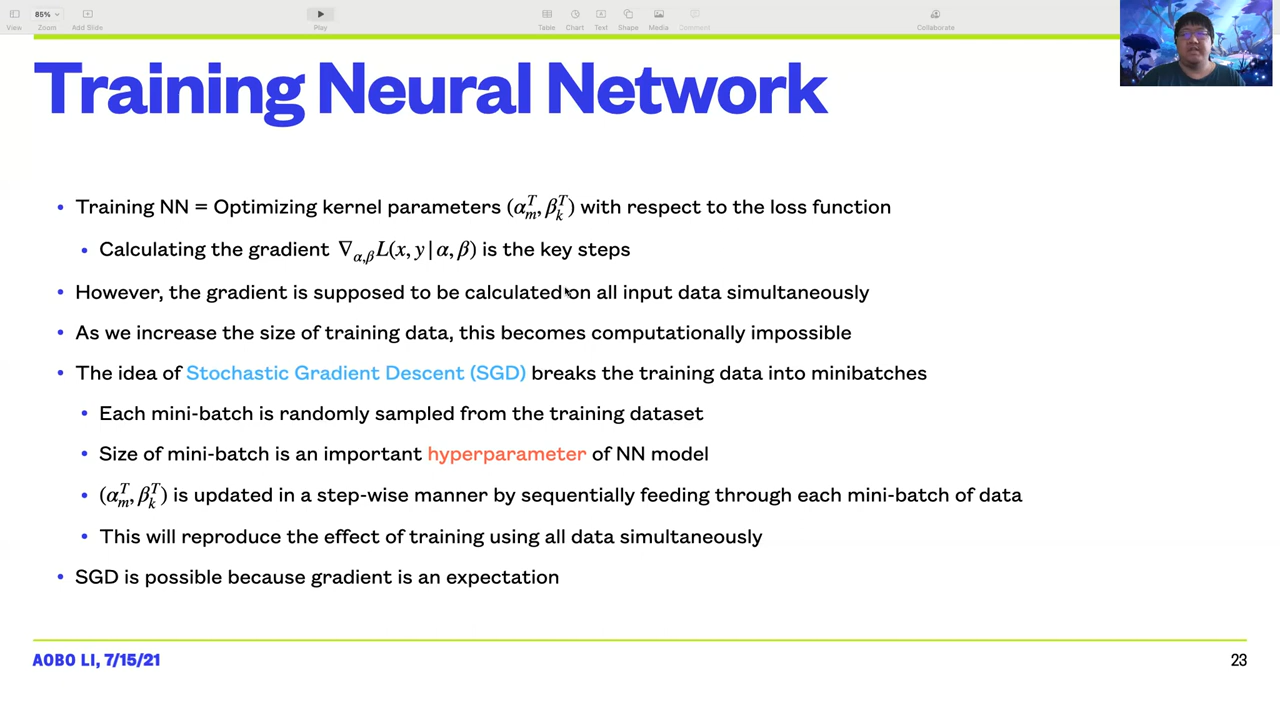 85%
View
Zoom
Add Slide
Play
Table
Chart
Text
Shape
Media
Comment
Collaborate
Training Neural Network
• Training NN = Optimizing kernel parameters (αₘᵀ, βₖᵀ) with respect to the loss function
• Calculating the gradient ∇α,β L(x, y | α, β) is the key steps
• However, the gradient is supposed to be calculated on all input data simultaneously
• As we increase the size of training data, this becomes computationally impossible
• The idea of Stochastic Gradient Descent (SGD) breaks the training data into minibatches
• Each mini-batch is randomly sampled from the training dataset
• Size of mini-batch is an important hyperparameter of NN model
• (αₘᵀ, βₖᵀ) is updated in a step-wise manner by sequentially feeding through each mini-batch of data
• This will reproduce the effect of training using all data simultaneously
• SGD is possible because gradient is an expectation
AOBO LI, 7/15/21
23